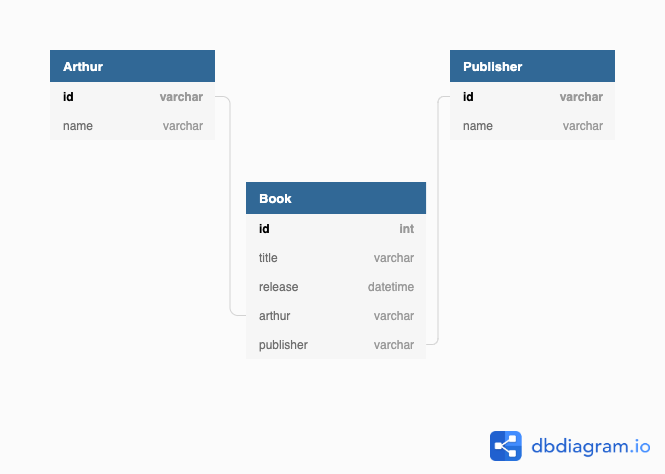 Arthur
id varchar
name varchar
Publisher
id varchar
name varchar
Book
id int
title varchar
release datetime
arthur varchar
publisher varchar
dbdiagram.io